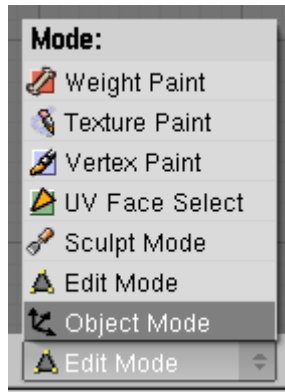 Mode:
Weight Paint
Texture Paint
Vertex Paint
UV Face Select
Sculpt Mode
Edit Mode
Object Mode
Edit Mode